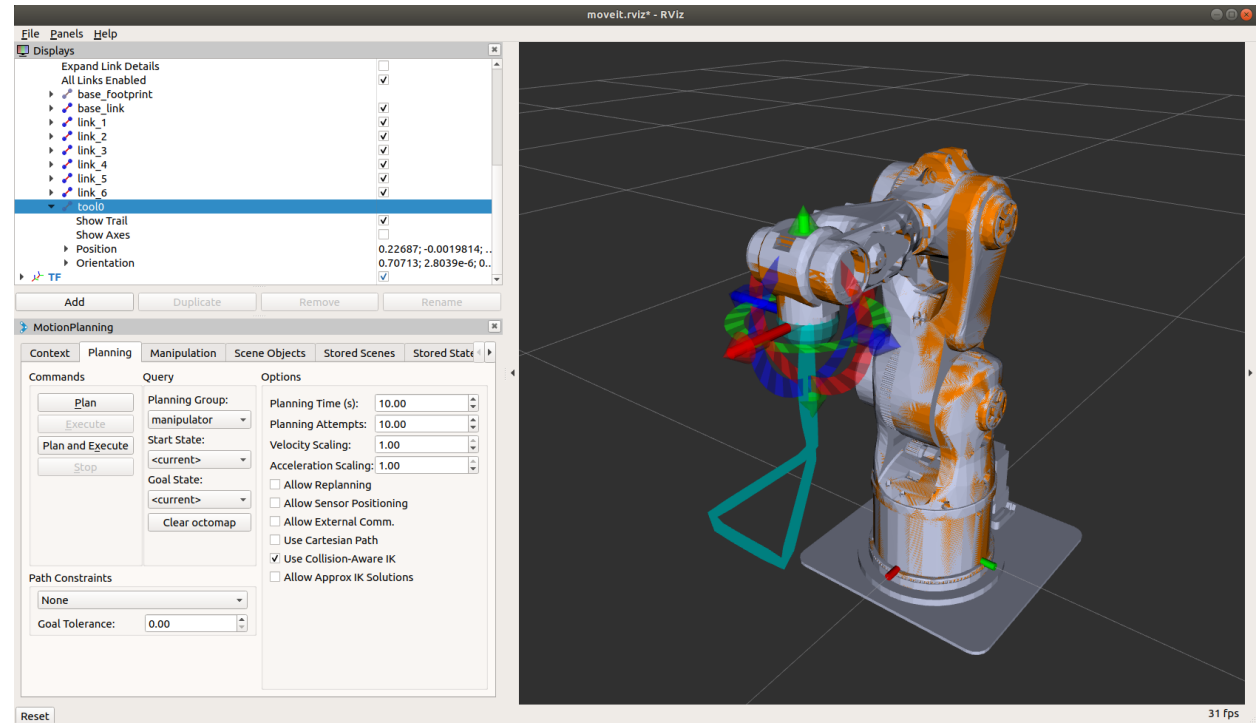 moveit.rviz* - RViz
File Panels Help
Displays
Expand Link Details
All Links Enabled
base_footprint
base_link
link_1
link_2
link_3
link_4
link_5
link_6
tool0
Show Trail
Show Axes
Position 0.22687; -0.0019814; ..
Orientation 0.70713; 2.8039e-6; 0..
TF
Add Duplicate Remove Rename
MotionPlanning
Context Planning Manipulation Scene Objects Stored Scenes Stored State
Commands Query Options
Plan Planning Group: Planning Time (s): 10.00
Execute manipulator Planning Attempts: 10.00
Plan and Execute Start State: Velocity Scaling: 1.00
Stop <current> Acceleration Scaling: 1.00
Goal State: Allow Replanning
<current> Allow Sensor Positioning
Clear octomap Allow External Comm.
Use Cartesian Path
Use Collision-Aware IK
Path Constraints Allow Approx IK Solutions
None
Goal Tolerance: 0.00
Reset 31 fps